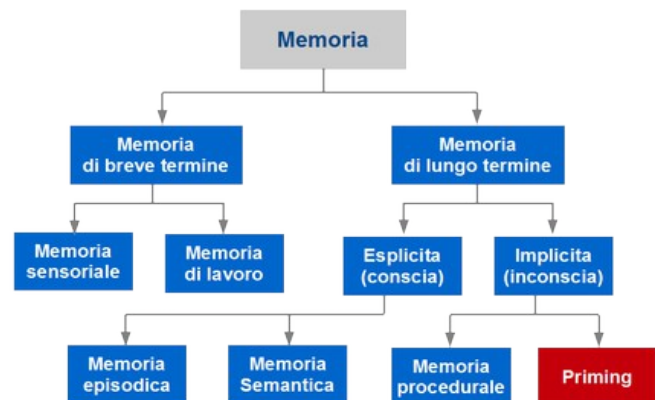 Memoria
Memoria
di breve termine
Memoria
di lungo termine
Memoria
sensoriale
Memoria
di lavoro
Esplicita
(conscia)
Implicita
(inconscia)
Memoria
episodica
Memoria
Semantica
Memoria
procedurale
Priming